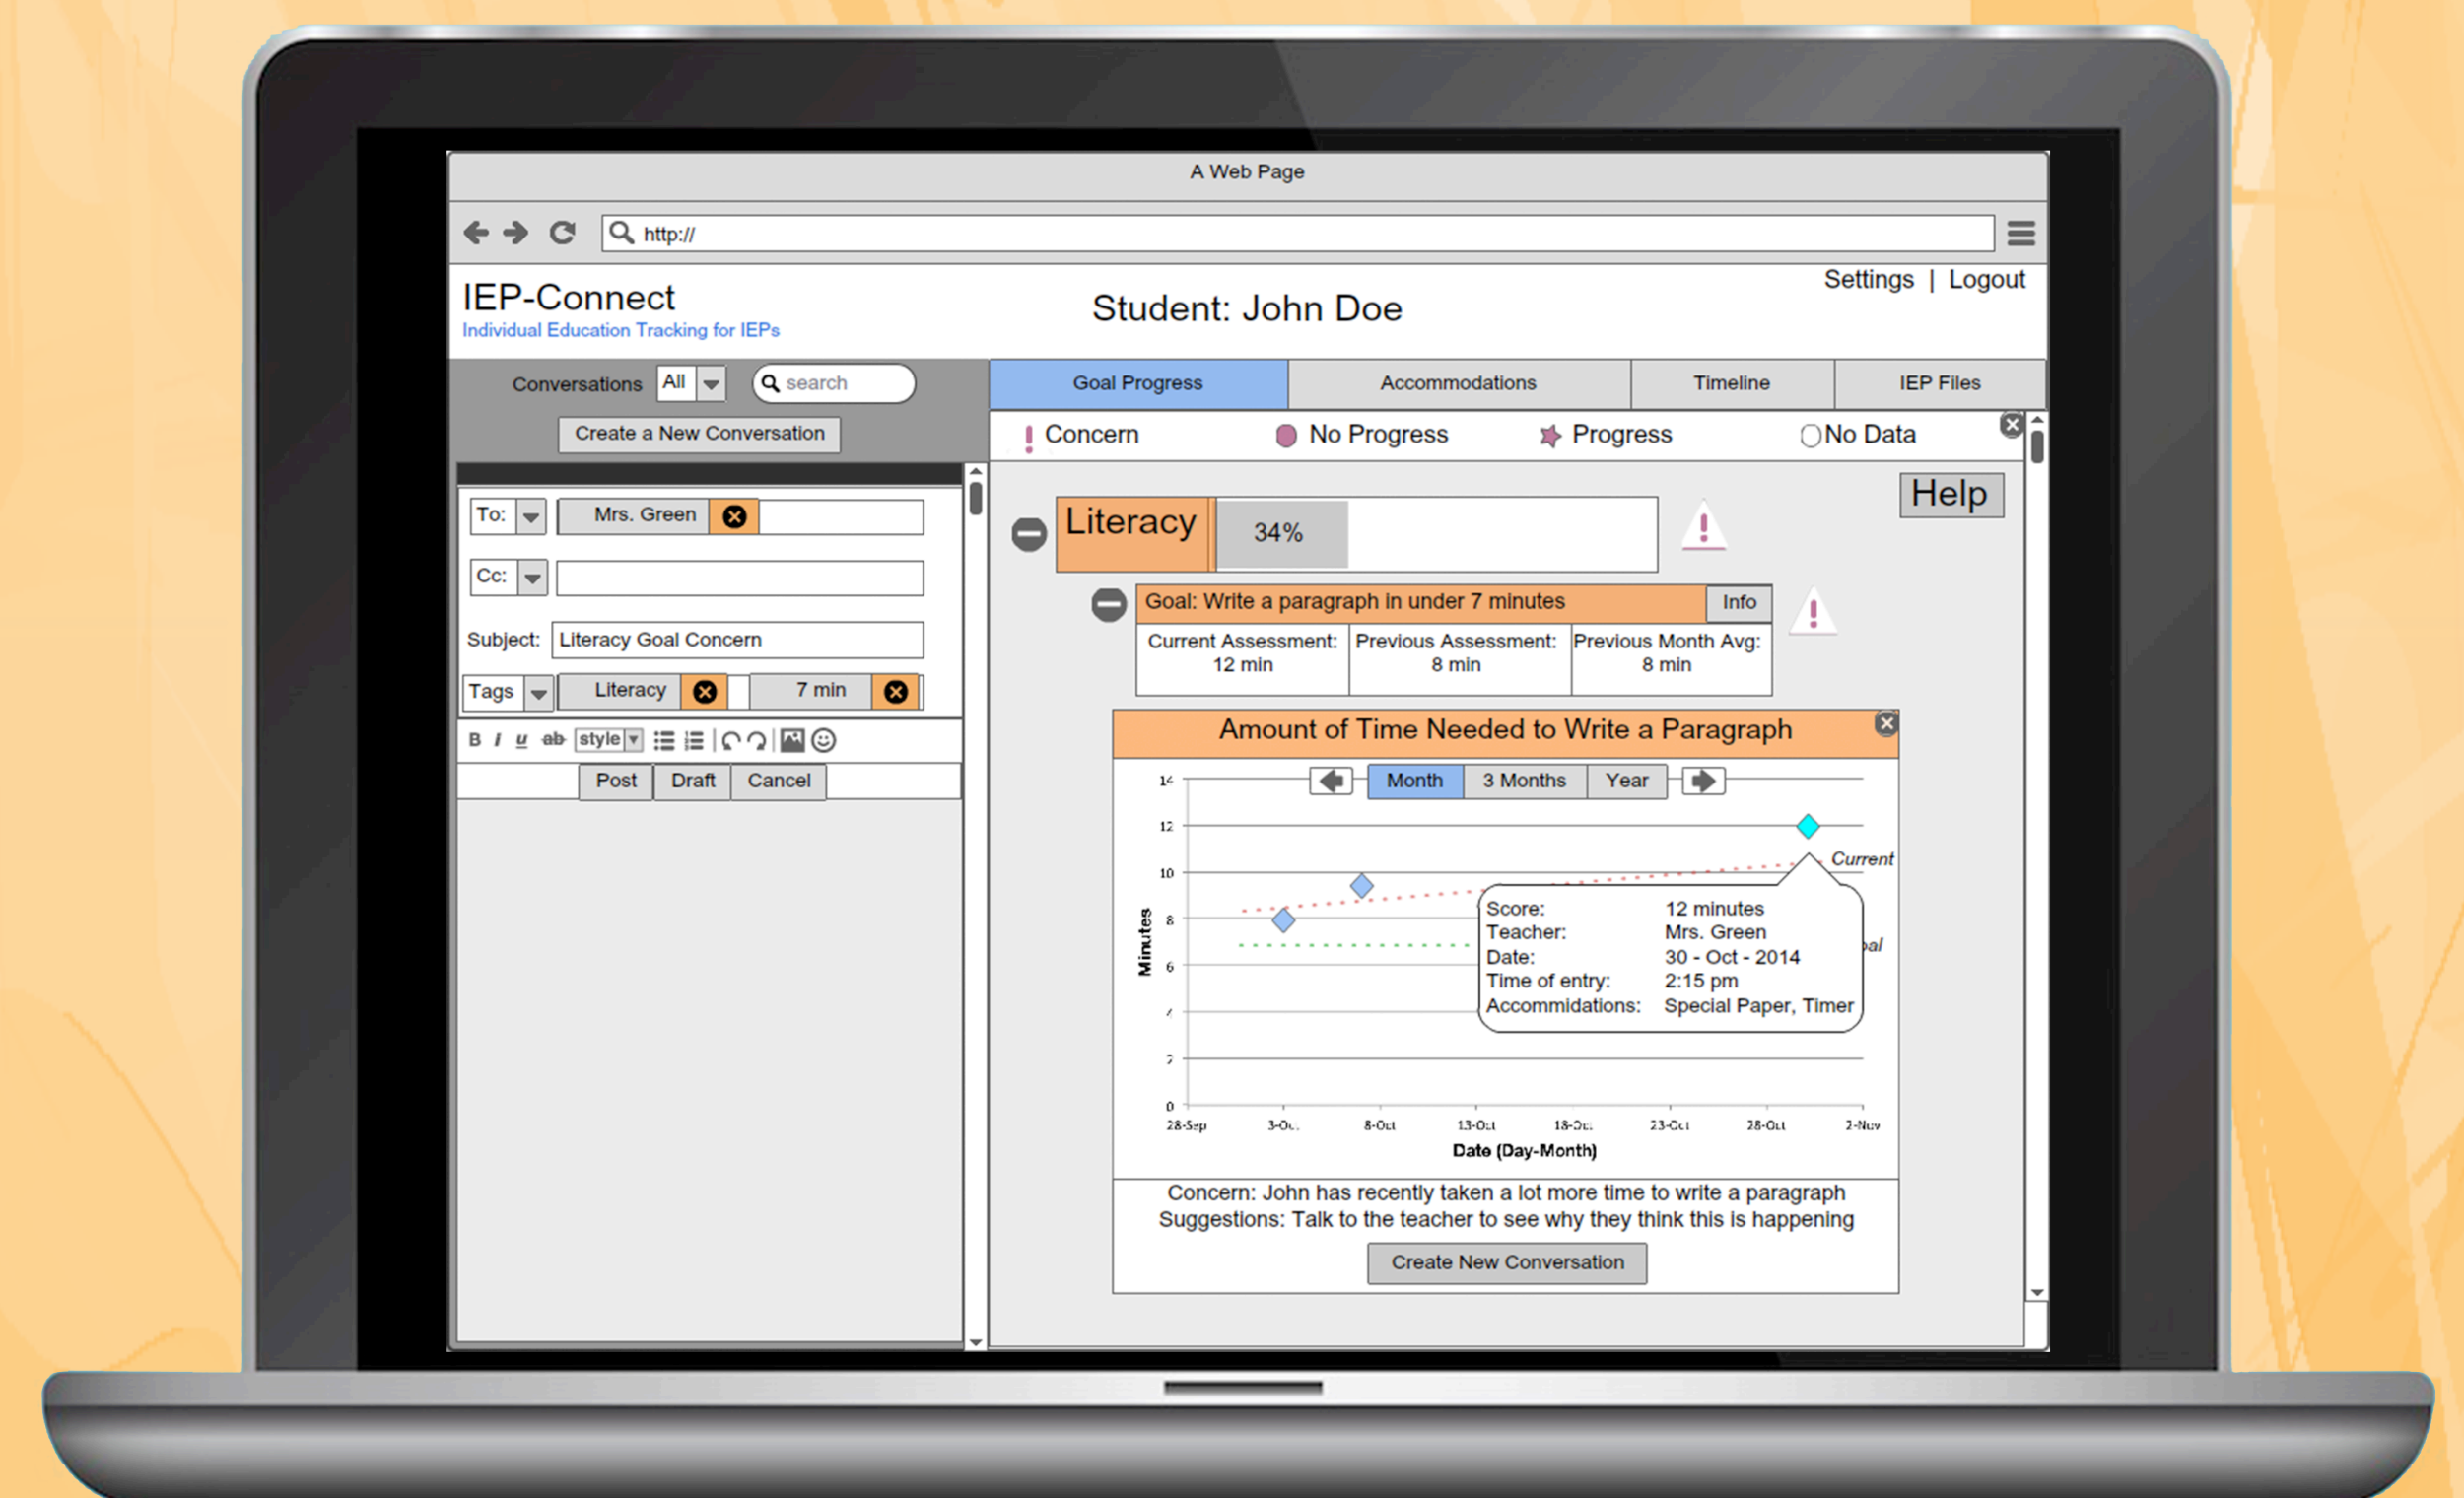 A Web Page
http://
Settings | Logout
IEP-Connect
Individual Education Tracking for IEPs
Student: John Doe
Conversations All search
Create a New Conversation
To: Mrs. Green
Cc:
Subject: Literacy Goal Concern
Tags Literacy 7 min
B I u ab style
Post Draft Cancel
Goal Progress Accommodations Timeline IEP Files
Concern No Progress Progress No Data
Help
Literacy 34%
Goal: Write a paragraph in under 7 minutes Info
Current Assessment: Previous Assessment: Previous Month Avg:
12 min 8 min 8 min
Amount of Time Needed to Write a Paragraph
Month 3 Months Year
14
12
10
8
6
4
2
0
Minutes
Current
Score: 12 minutes
Teacher: Mrs. Green
Date: 30 - Oct - 2014
Time of entry: 2:15 pm
Accommidations: Special Paper, Timer
28-Sep 3-Oct 8-Oct 13-Oct 18-Oct 23-Oct 28-Oct 2-Nov
Date (Day-Month)
Concern: John has recently taken a lot more time to write a paragraph
Suggestions: Talk to the teacher to see why they think this is happening
Create New Conversation